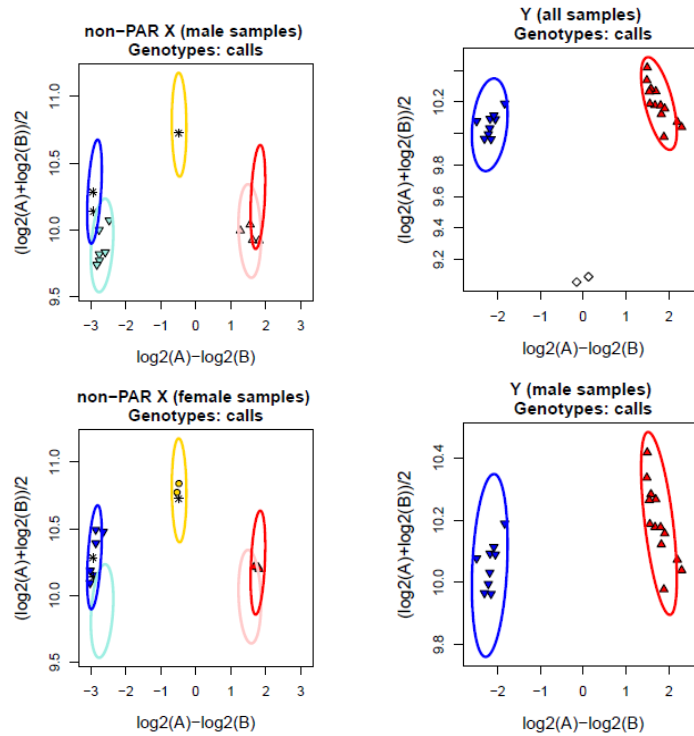 non−PAR X (male samples)
Genotypes: calls
(log2(A)+log2(B))/2
11.0
10.5
10.0
9.5
−3 −2 −1 0 1 2 3
log2(A)−log2(B)
Y (all samples)
Genotypes: calls
(log2(A)+log2(B))/2
10.2
10.0
9.8
9.6
9.4
9.2
−2 −1 0 1 2
log2(A)−log2(B)
non−PAR X (female samples)
Genotypes: calls
(log2(A)+log2(B))/2
11.0
10.5
10.0
9.5
−3 −2 −1 0 1 2 3
log2(A)−log2(B)
Y (male samples)
Genotypes: calls
(log2(A)+log2(B))/2
10.4
10.2
10.0
9.8
−2 −1 0 1 2
log2(A)−log2(B)